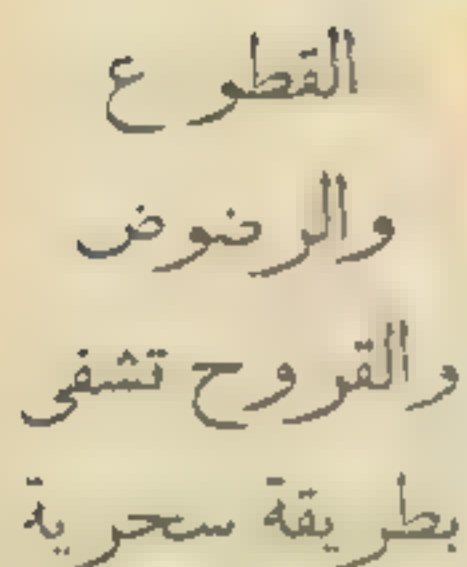 القطوع
والرضوض
والقروح تشفى
بطريقة سحرية